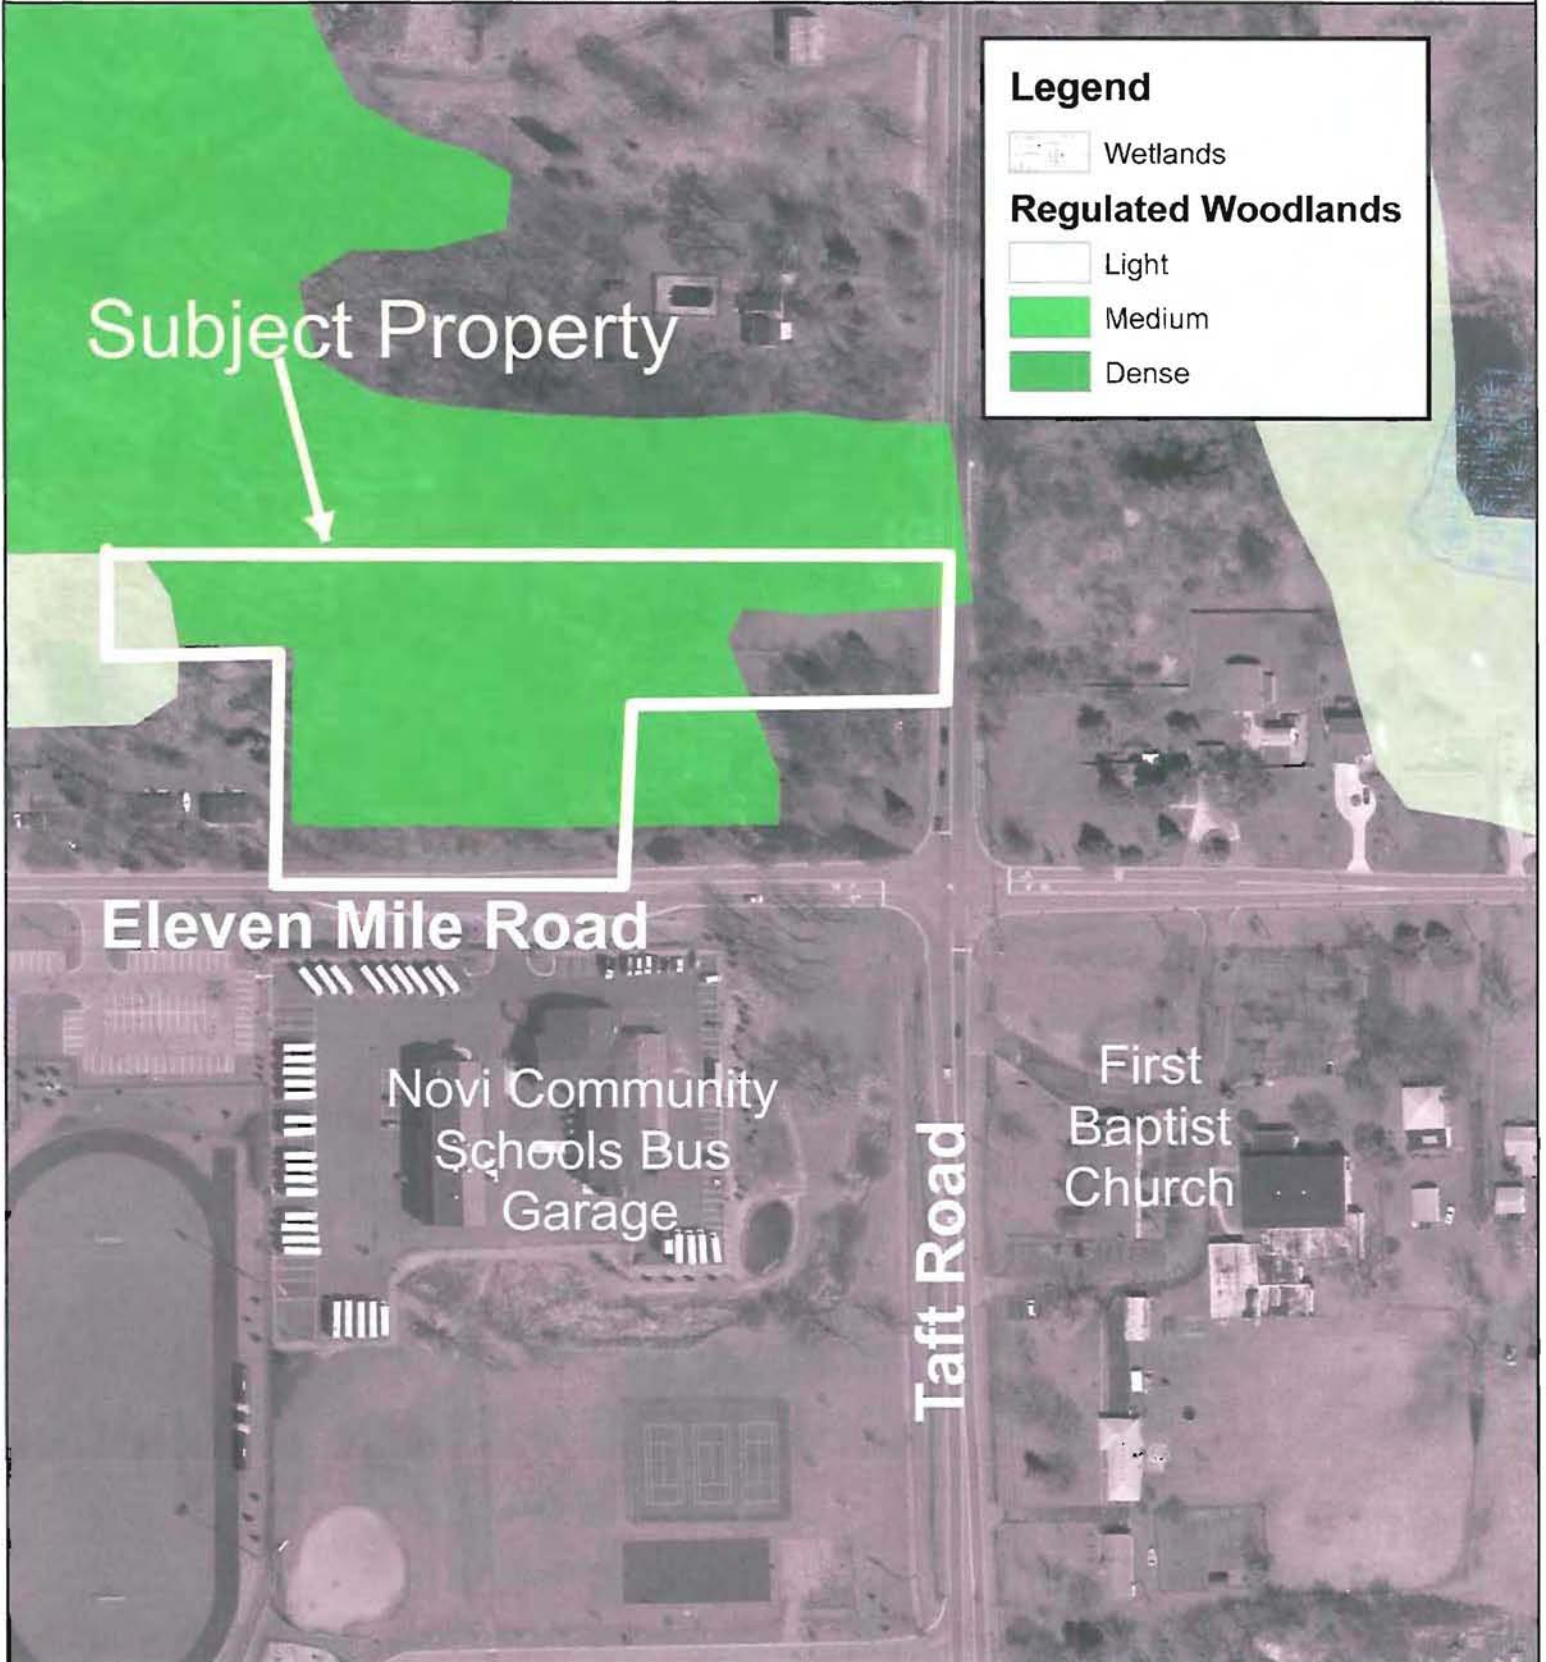 Legend
Wetlands
Regulated Woodlands
Light
Medium
Dense
Subject Property
Eleven Mile Road
Novi Community
Schools Bus
Garage
First
Baptist
Church
Taft Road